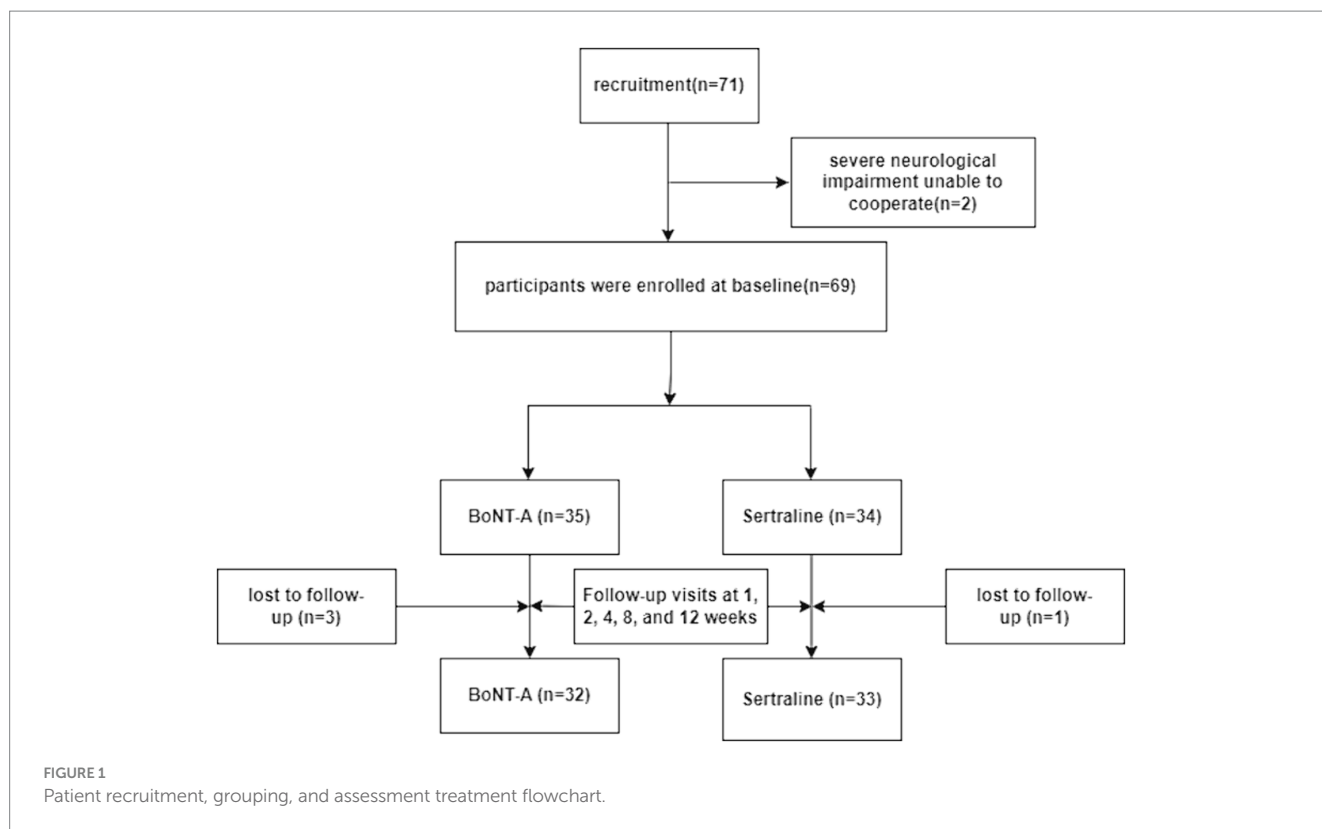 recruitment(n=71)
severe neurological
impairment unable to
cooperate(n=2)
participants were enrolled at baseline(n=69)
BoNT-A (n=35)
Sertraline (n=34)
lost to follow-
up (n=3)
Follow-up visits at 1,
2, 4, 8, and 12 weeks
lost to follow-
up (n=1)
BoNT-A (n=32)
Sertraline (n=33)
FIGURE 1
Patient recruitment, grouping, and assessment treatment flowchart.